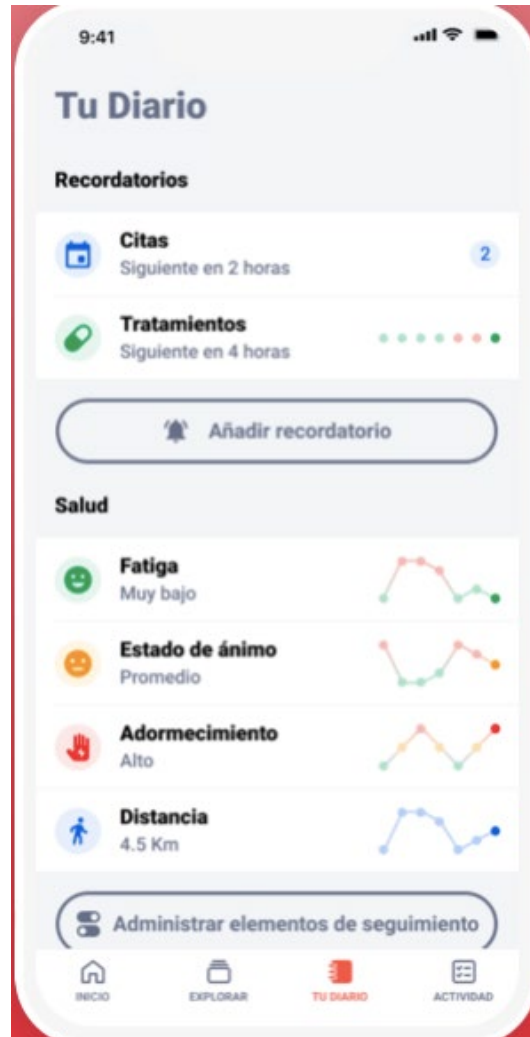 9:41
Tu Diario
Recordatorios
Citas
Siguiente en 2 horas
2
Tratamientos
Siguiente en 4 horas
Añadir recordatorio
Salud
Fatiga
Muy bajo
Estado de ánimo
Promedio
Adormecimiento
Alto
Distancia
4.5 Km
Administrar elementos de seguimiento
INICIO
EXPLORAR
TU DIARIO
ACTIVIDAD